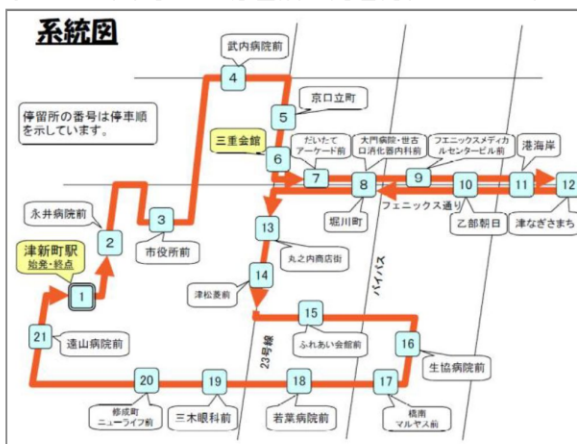 系統図
停留所の番号は停車順
を示しています。
武内病院前
4
京口立町
5
三重会館
6
だいたて
アーケード前
7
大門病院・世古
口消化器内科前
8
フェニックスメディカ
ルセンタービル前
9
港海岸
10
11
12
堀川町
フェニックス通り
乙部朝日
津なぎさまち
永井病院前
2
3
市役所前
津新町駅
始発・終点
1
13
丸之内商店街
14
津松菱前
バイパス
15
ふれあい会館前
16
生協病院前
21
遠山病院前
23号線
20
修成町
ニューライフ前
19
三木眼科前
18
若葉病院前
17
橋南
マルヤス前